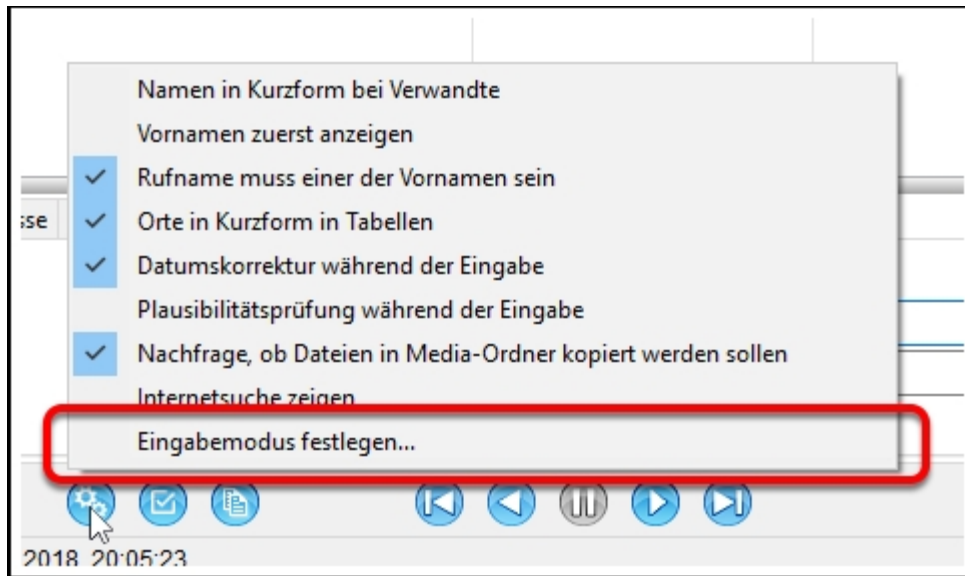 Namen in Kurzform bei Verwandte
Vornamen zuerst anzeigen
Rufname muss einer der Vornamen sein
sse
Orte in Kurzform in Tabellen
Datumskorrektur während der Eingabe
Plausibilitätsprüfung während der Eingabe
Nachfrage, ob Dateien in Media-Ordner kopiert werden sollen
Internetsuche zeigen
Eingabemodus festlegen...
2018 20:05:23